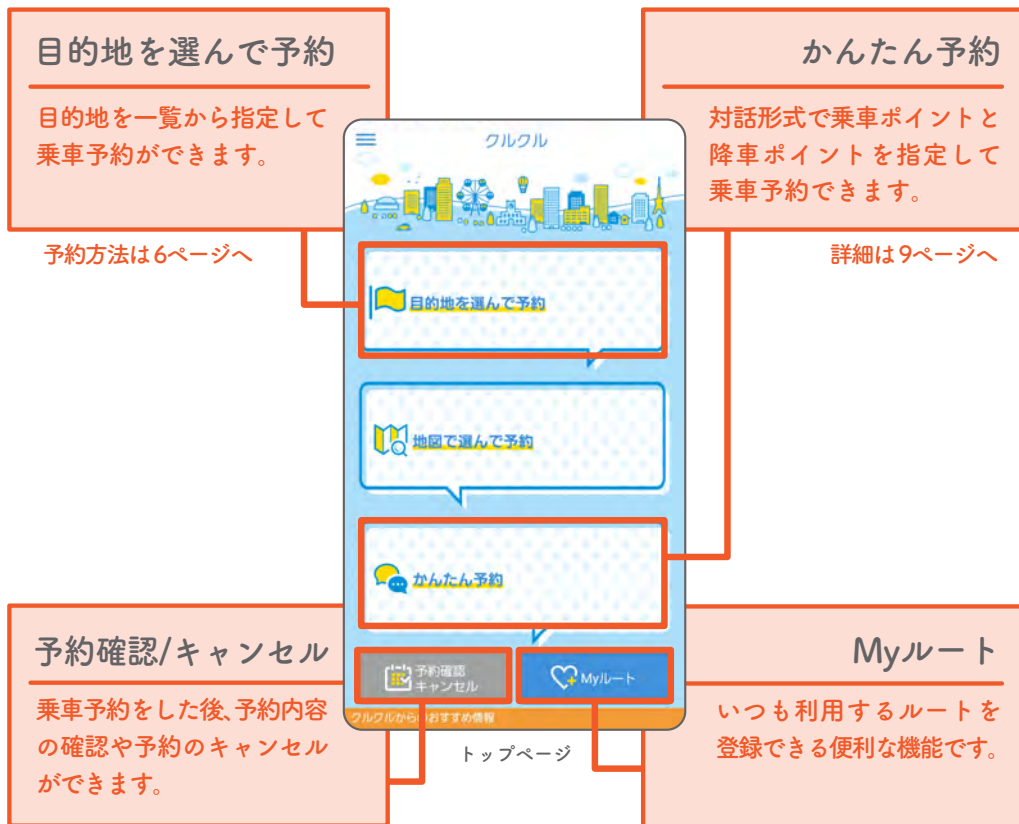 目的地を選んで予約
目的地を一覧から指定して
乗車予約ができます。
予約方法は6ページへ
かんたん予約
対話形式で乗車ポイントと
降車ポイントを指定して
乗車予約できます。
詳細は9ページへ
クルクル
目的地を選んで予約
地図で選んで予約
かんたん予約
予約確認
キャンセル
Myルート
クルクルからのおすすめ情報
トップページ
予約確認/キャンセル
乗車予約をした後、予約内容
の確認や予約のキャンセル
ができます。
Myルート
いつも利用するルートを
登録できる便利な機能です。